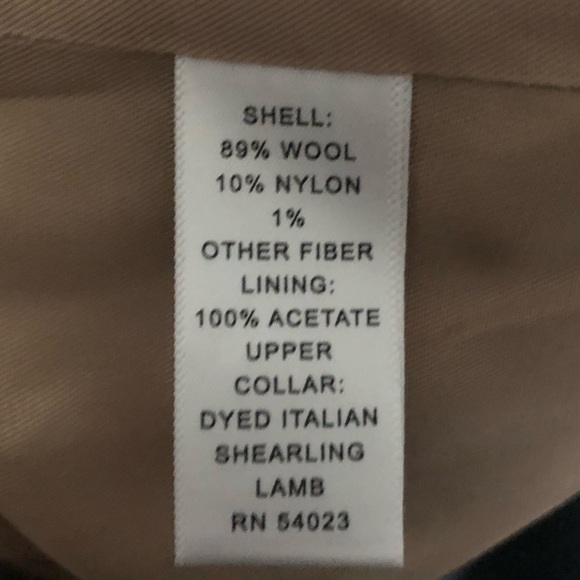 SHELL:
89% WOOL
10% NYLON
1%
OTHER FIBER
LINING:
100% ACETATE
UPPER
COLLAR:
DYED ITALIAN
SHEARLING
LAMB
RN 54023